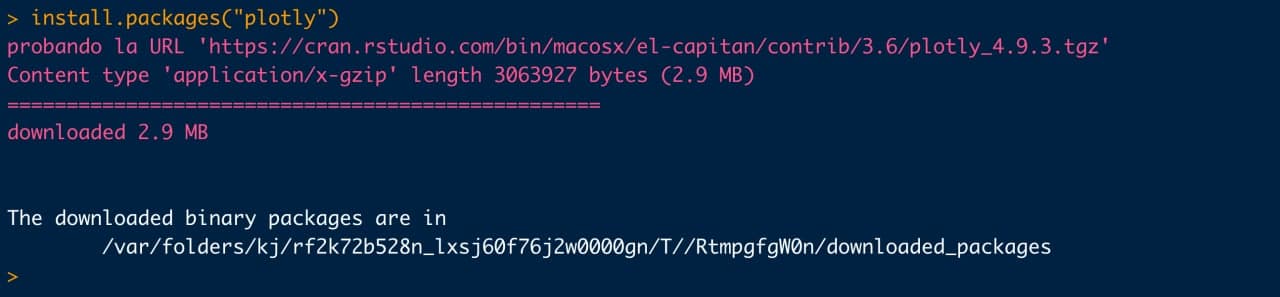 > install.packages("plotly")
probando la URL 'https://cran.rstudio.com/bin/macosx/el-capitan/contrib/3.6/plotly_4.9.3.tgz'
Content type 'application/x-gzip' length 3063927 bytes (2.9 MB)
==================================================
downloaded 2.9 MB
The downloaded binary packages are in
/var/folders/kj/rf2k72b528n_lxsj60f76j2w0000gn/T//RtmpgfgW0n/downloaded_packages
>